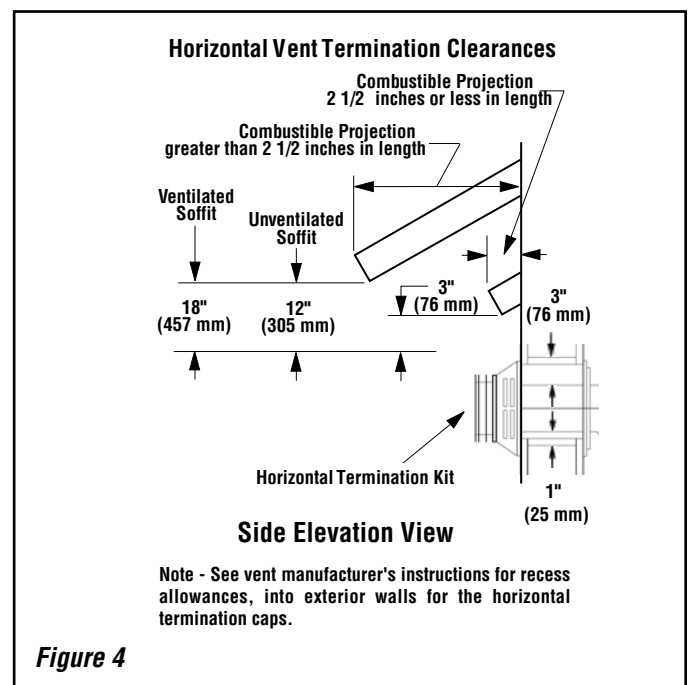 Horizontal Vent Termination Clearances
Combustible Projection
2 1/2 inches or less in length
Combustible Projection
greater than 2 1/2 inches in length
Ventilated
Soffit
Unventilated
Soffit
18"
(457 mm)
12"
(305 mm)
3"
(76 mm)
3"
(76 mm)
Horizontal Termination Kit
1"
(25 mm)
Side Elevation View
Note - See vent manufacturer's instructions for recess
allowances, into exterior walls for the horizontal
termination caps.
Figure 4